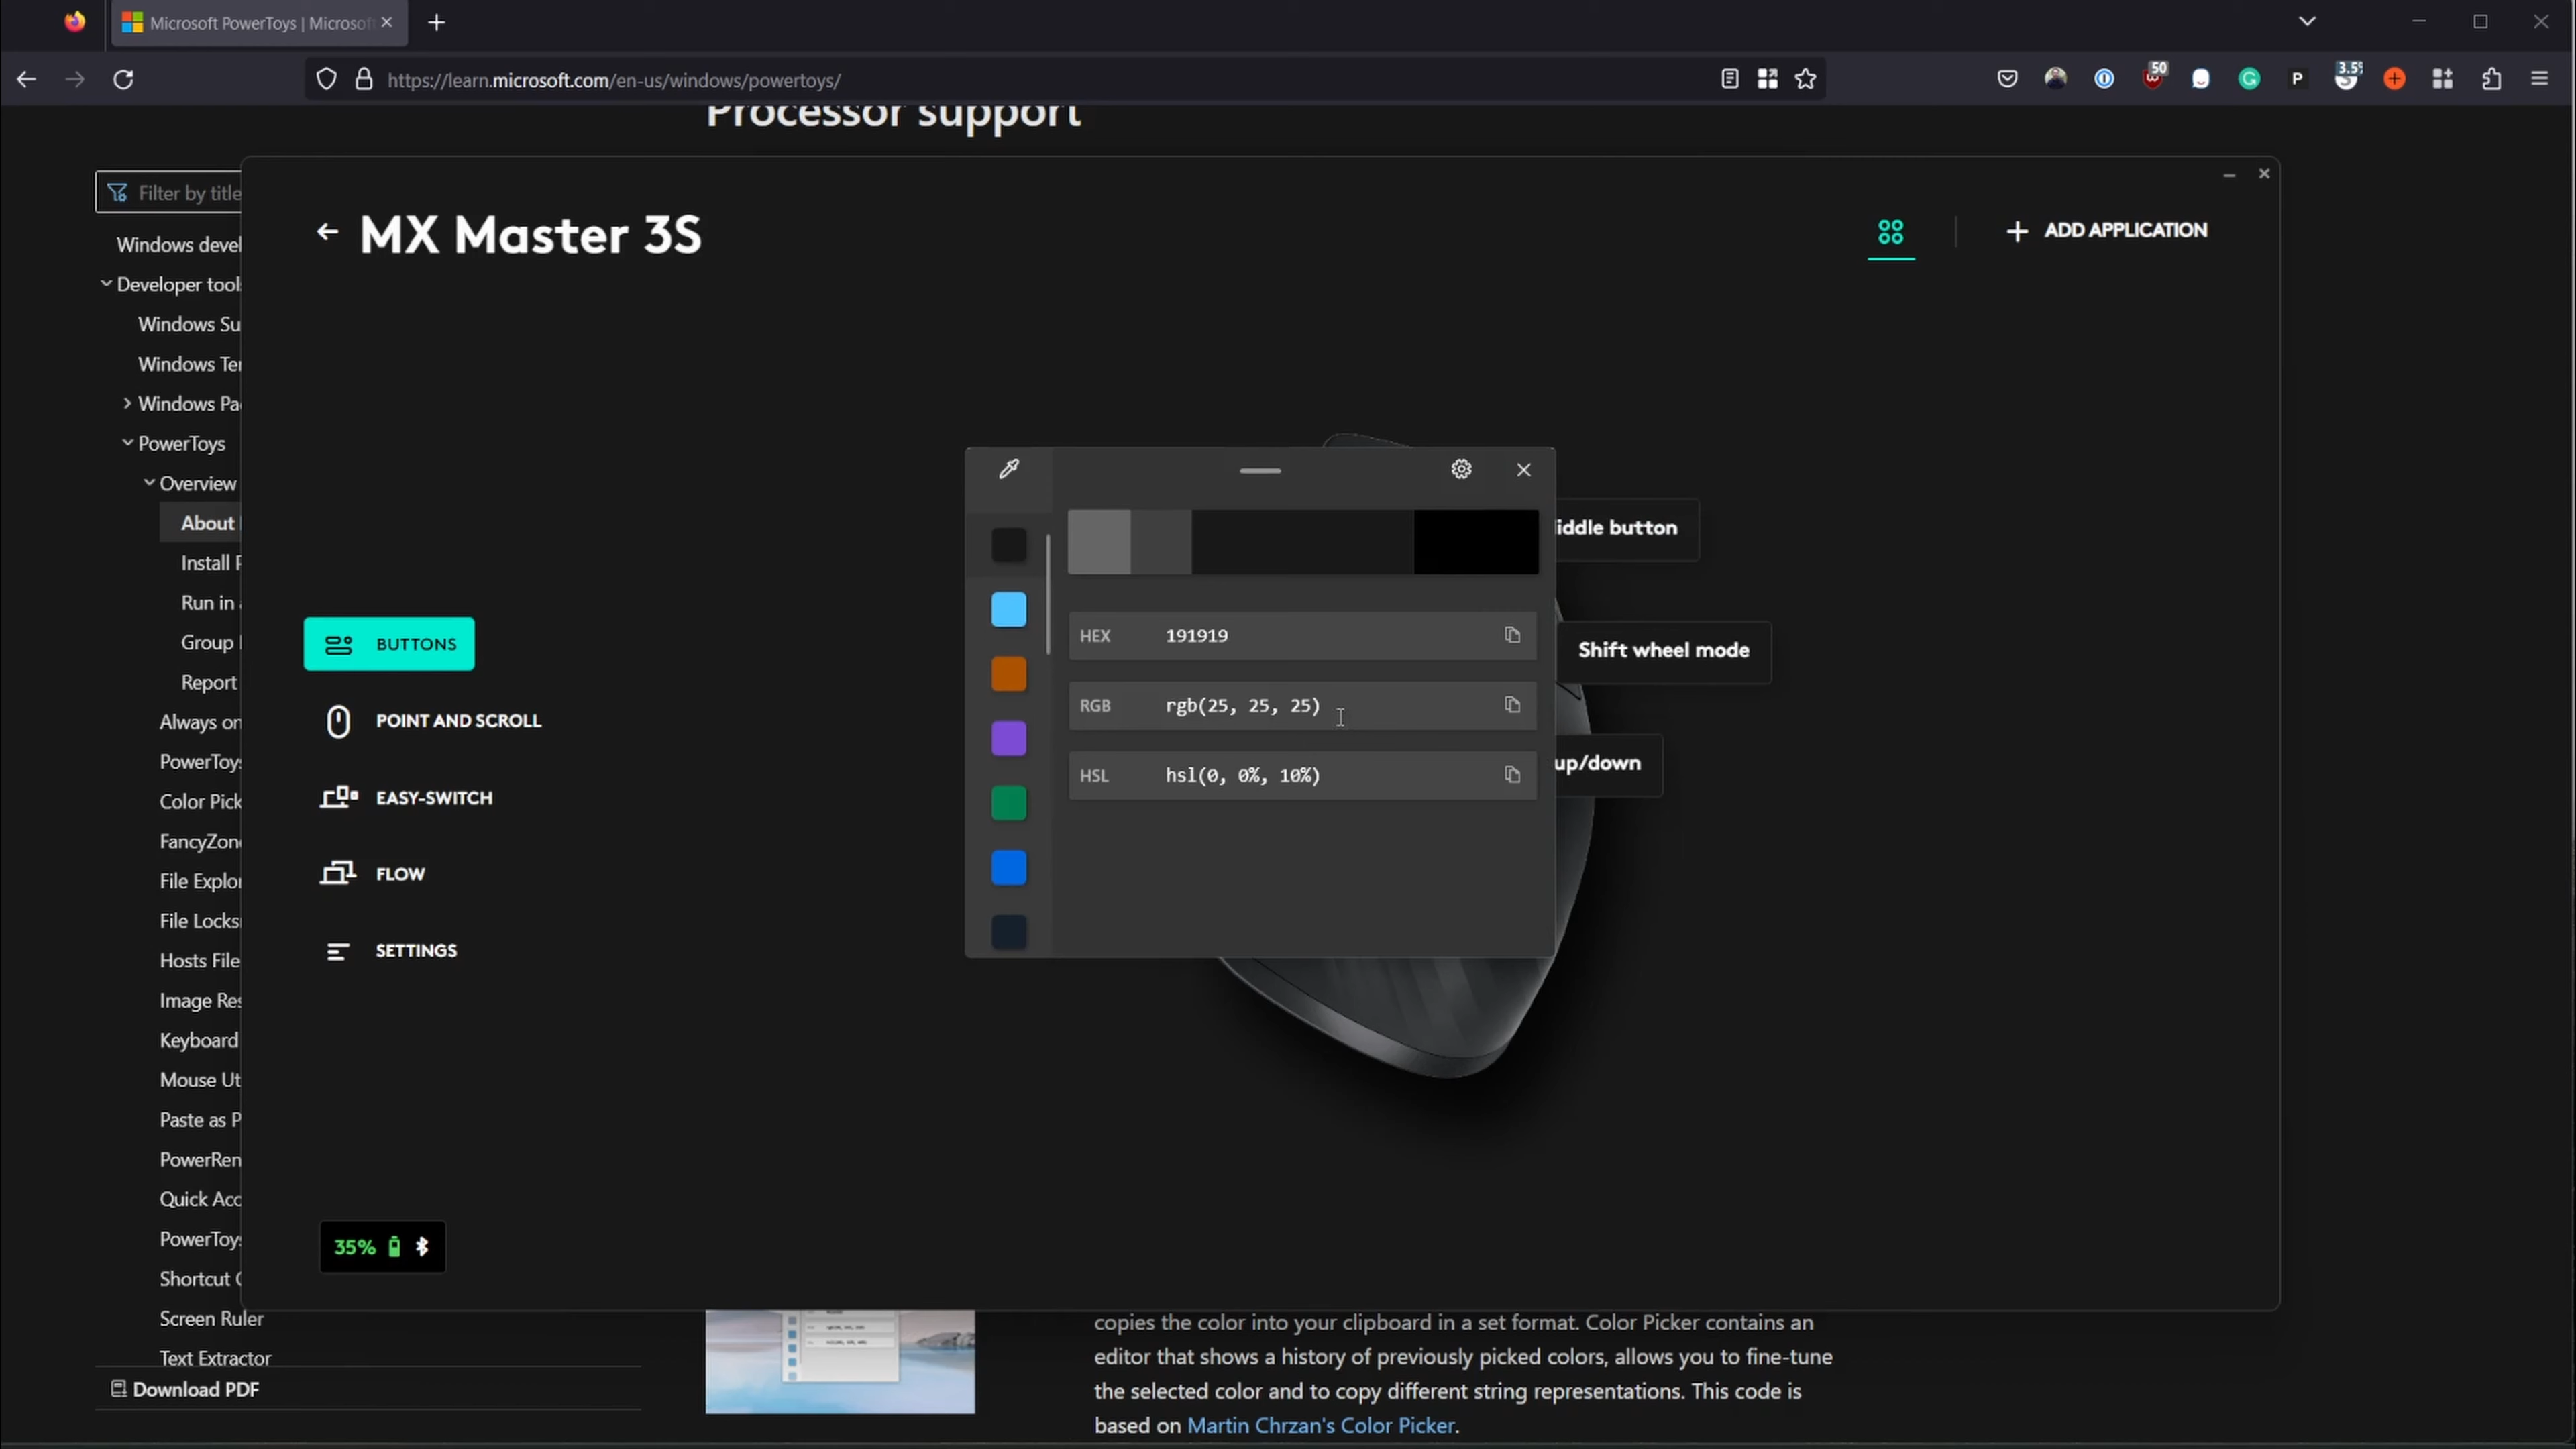 Microsoft PowerToys | Microsoft
https://learn.microsoft.com/en-us/windows/powertoys/
50
3.5
P
Processor support
Filter by title
Windows devel
Developer tool
Windows Su
Windows Ter
Windows Pa
PowerToys
Overview
About
Install P
Run in
Group
Report
Always on
PowerToys
Color Pick
FancyZone
File Explor
File Locks
Hosts File
Image Res
Keyboard
Mouse Ut
Paste as P
PowerRen
Quick Acc
PowerToys
Shortcut G
Screen Ruler
Text Extractor
Download PDF
MX Master 3S
ADD APPLICATION
BUTTONS
POINT AND SCROLL
EASY-SWITCH
FLOW
SETTINGS
35%
HEX 191919
RGB rgb(25, 25, 25)
HSL hsl(0, 0%, 10%)
iddle button
Shift wheel mode
up/down
copies the color into your clipboard in a set format. Color Picker contains an
editor that shows a history of previously picked colors, allows you to fine-tune
the selected color and to copy different string representations. This code is
based on Martin Chrzan's Color Picker.